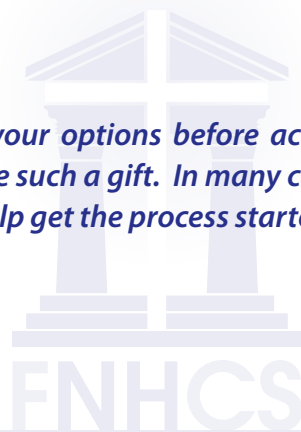 your options before ac
e such a gift. In many c
lp get the process starte
FNHCS